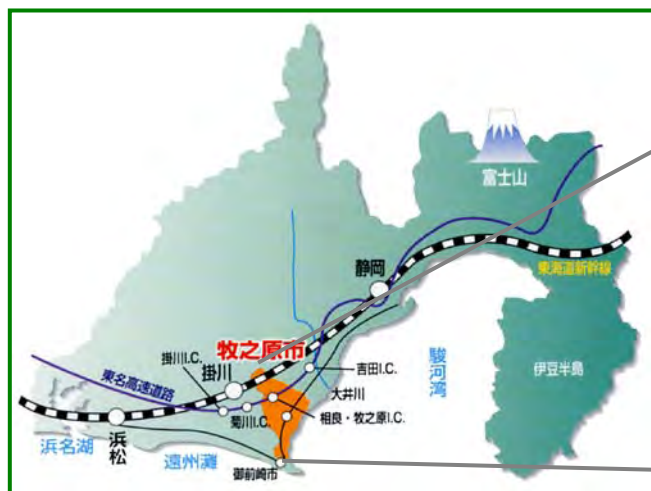 富士山
静岡
東海道新幹線
牧之原市
掛川I.C.
掛川
吉田I.C.
駿河湾
伊豆半島
東名高速道路
大井川
菊川I.C.
相良・牧之原I.C.
浜松
浜名湖
遠州灘
御前崎市